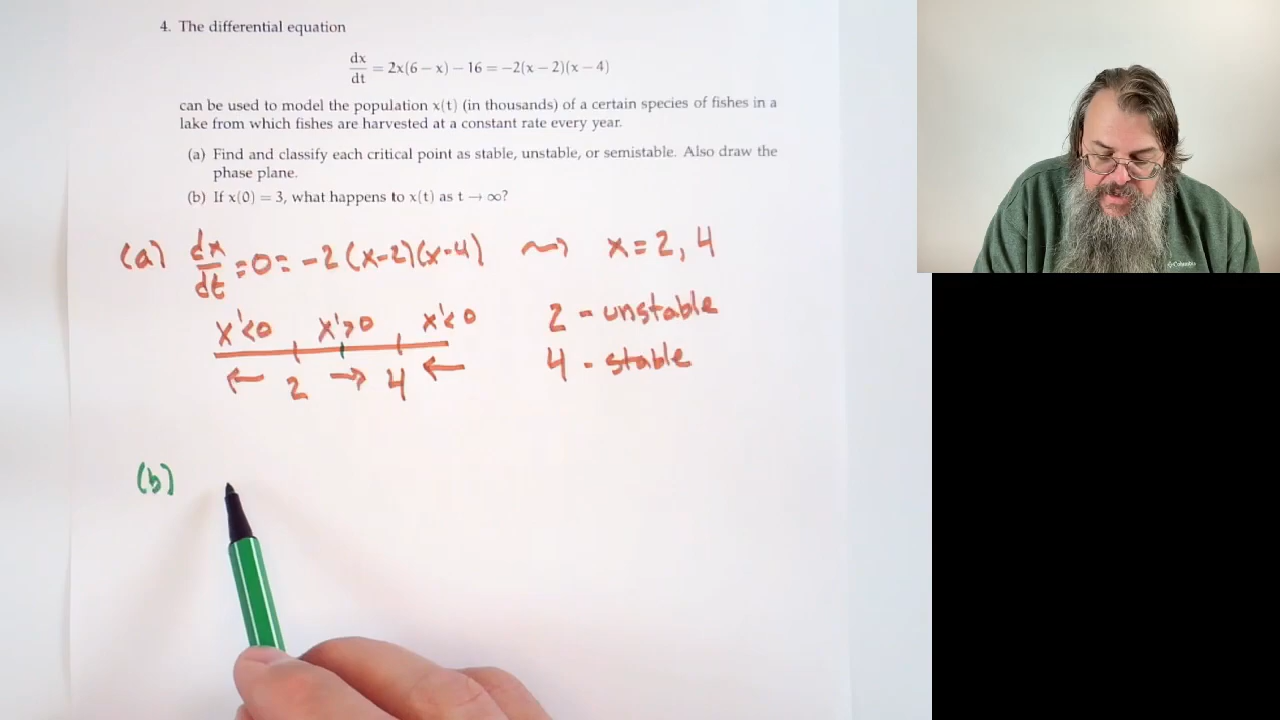 4. The differential equation
dx/dt = 2x(6 − x) − 16 = −2(x − 2)(x − 4)
can be used to model the population x(t) (in thousands) of a certain species of fishes in a
lake from which fishes are harvested at a constant rate every year.
(a) Find and classify each critical point as stable, unstable, or semistable. Also draw the
phase plane.
(b) If x(0) = 3, what happens to x(t) as t → ∞?
(a) dx/dt = 0 = -2(x-2)(x-4) ⇝ x = 2, 4
x'<0 x'>0 x'<0
← 2 → 4 ←
2 - unstable
4 - stable
(b)
Columbia